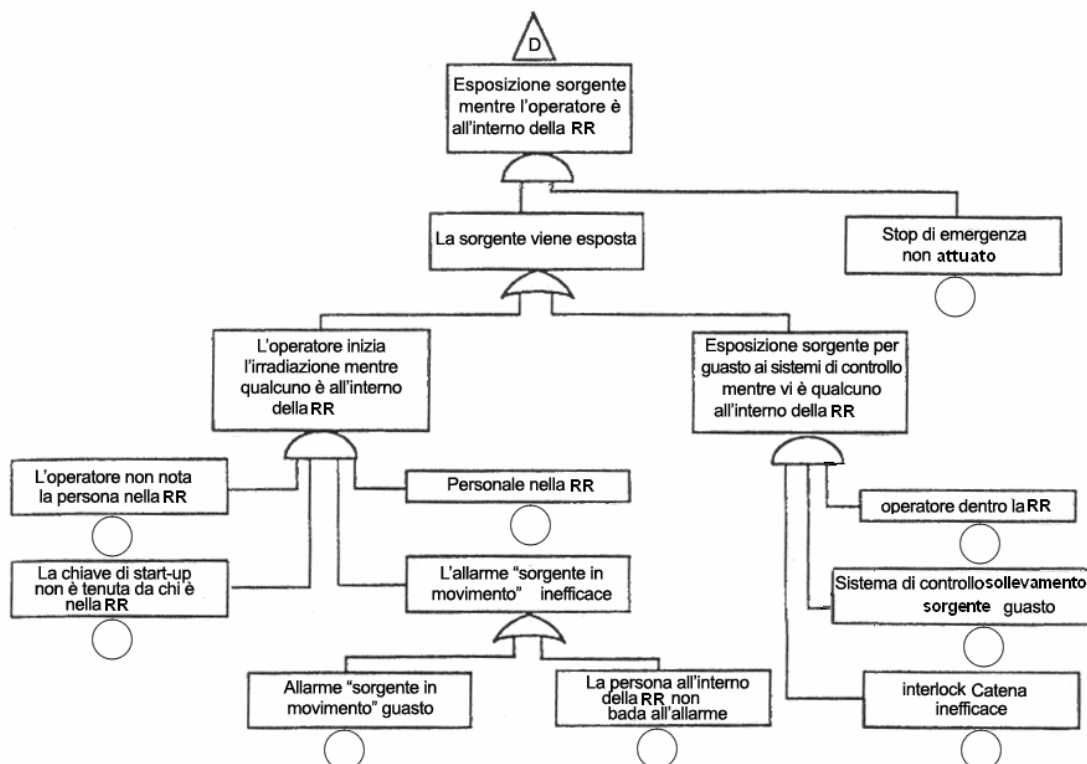 D
Esposizione sorgente
mentre l'operatore è
all'interno della RR
La sorgente viene esposta
Stop di emergenza
non attuato
L'operatore inizia
l'irradiazione mentre
qualcuno è all'interno
della RR
Esposizione sorgente per
guasto ai sistemi di controllo
mentre vi è qualcuno
all'interno della RR
L'operatore non nota
la persona nella RR
Personale nella RR
operatore dentro la RR
La chiave di start-up
non è tenuta da chi è
nella RR
L'allarme "sorgente in
movimento" inefficace
Sistema di controllo sollevamento
sorgente guasto
Allarme "sorgente in
movimento" guasto
La persona all'interno
della RR non
bada all'allarme
interlock Catena
inefficace